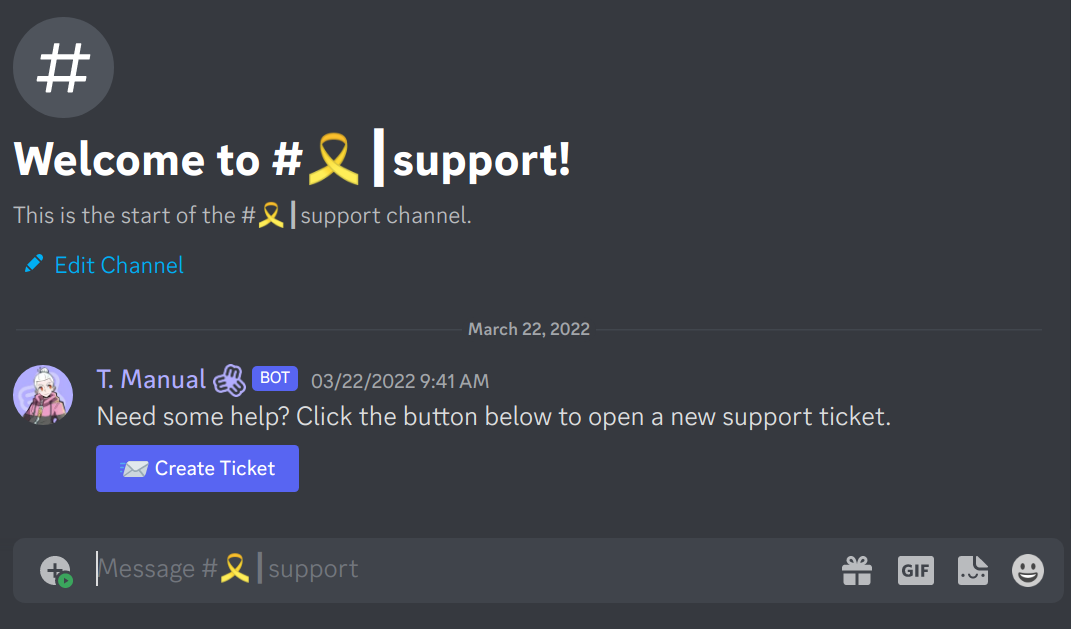 #
Welcome to #🎗️┃support!
This is the start of the #🎗️┃support channel.
Edit Channel
March 22, 2022
T. Manual BOT 03/22/2022 9:41 AM
Need some help? Click the button below to open a new support ticket.
📨 Create Ticket
Message #🎗️┃support
GIF